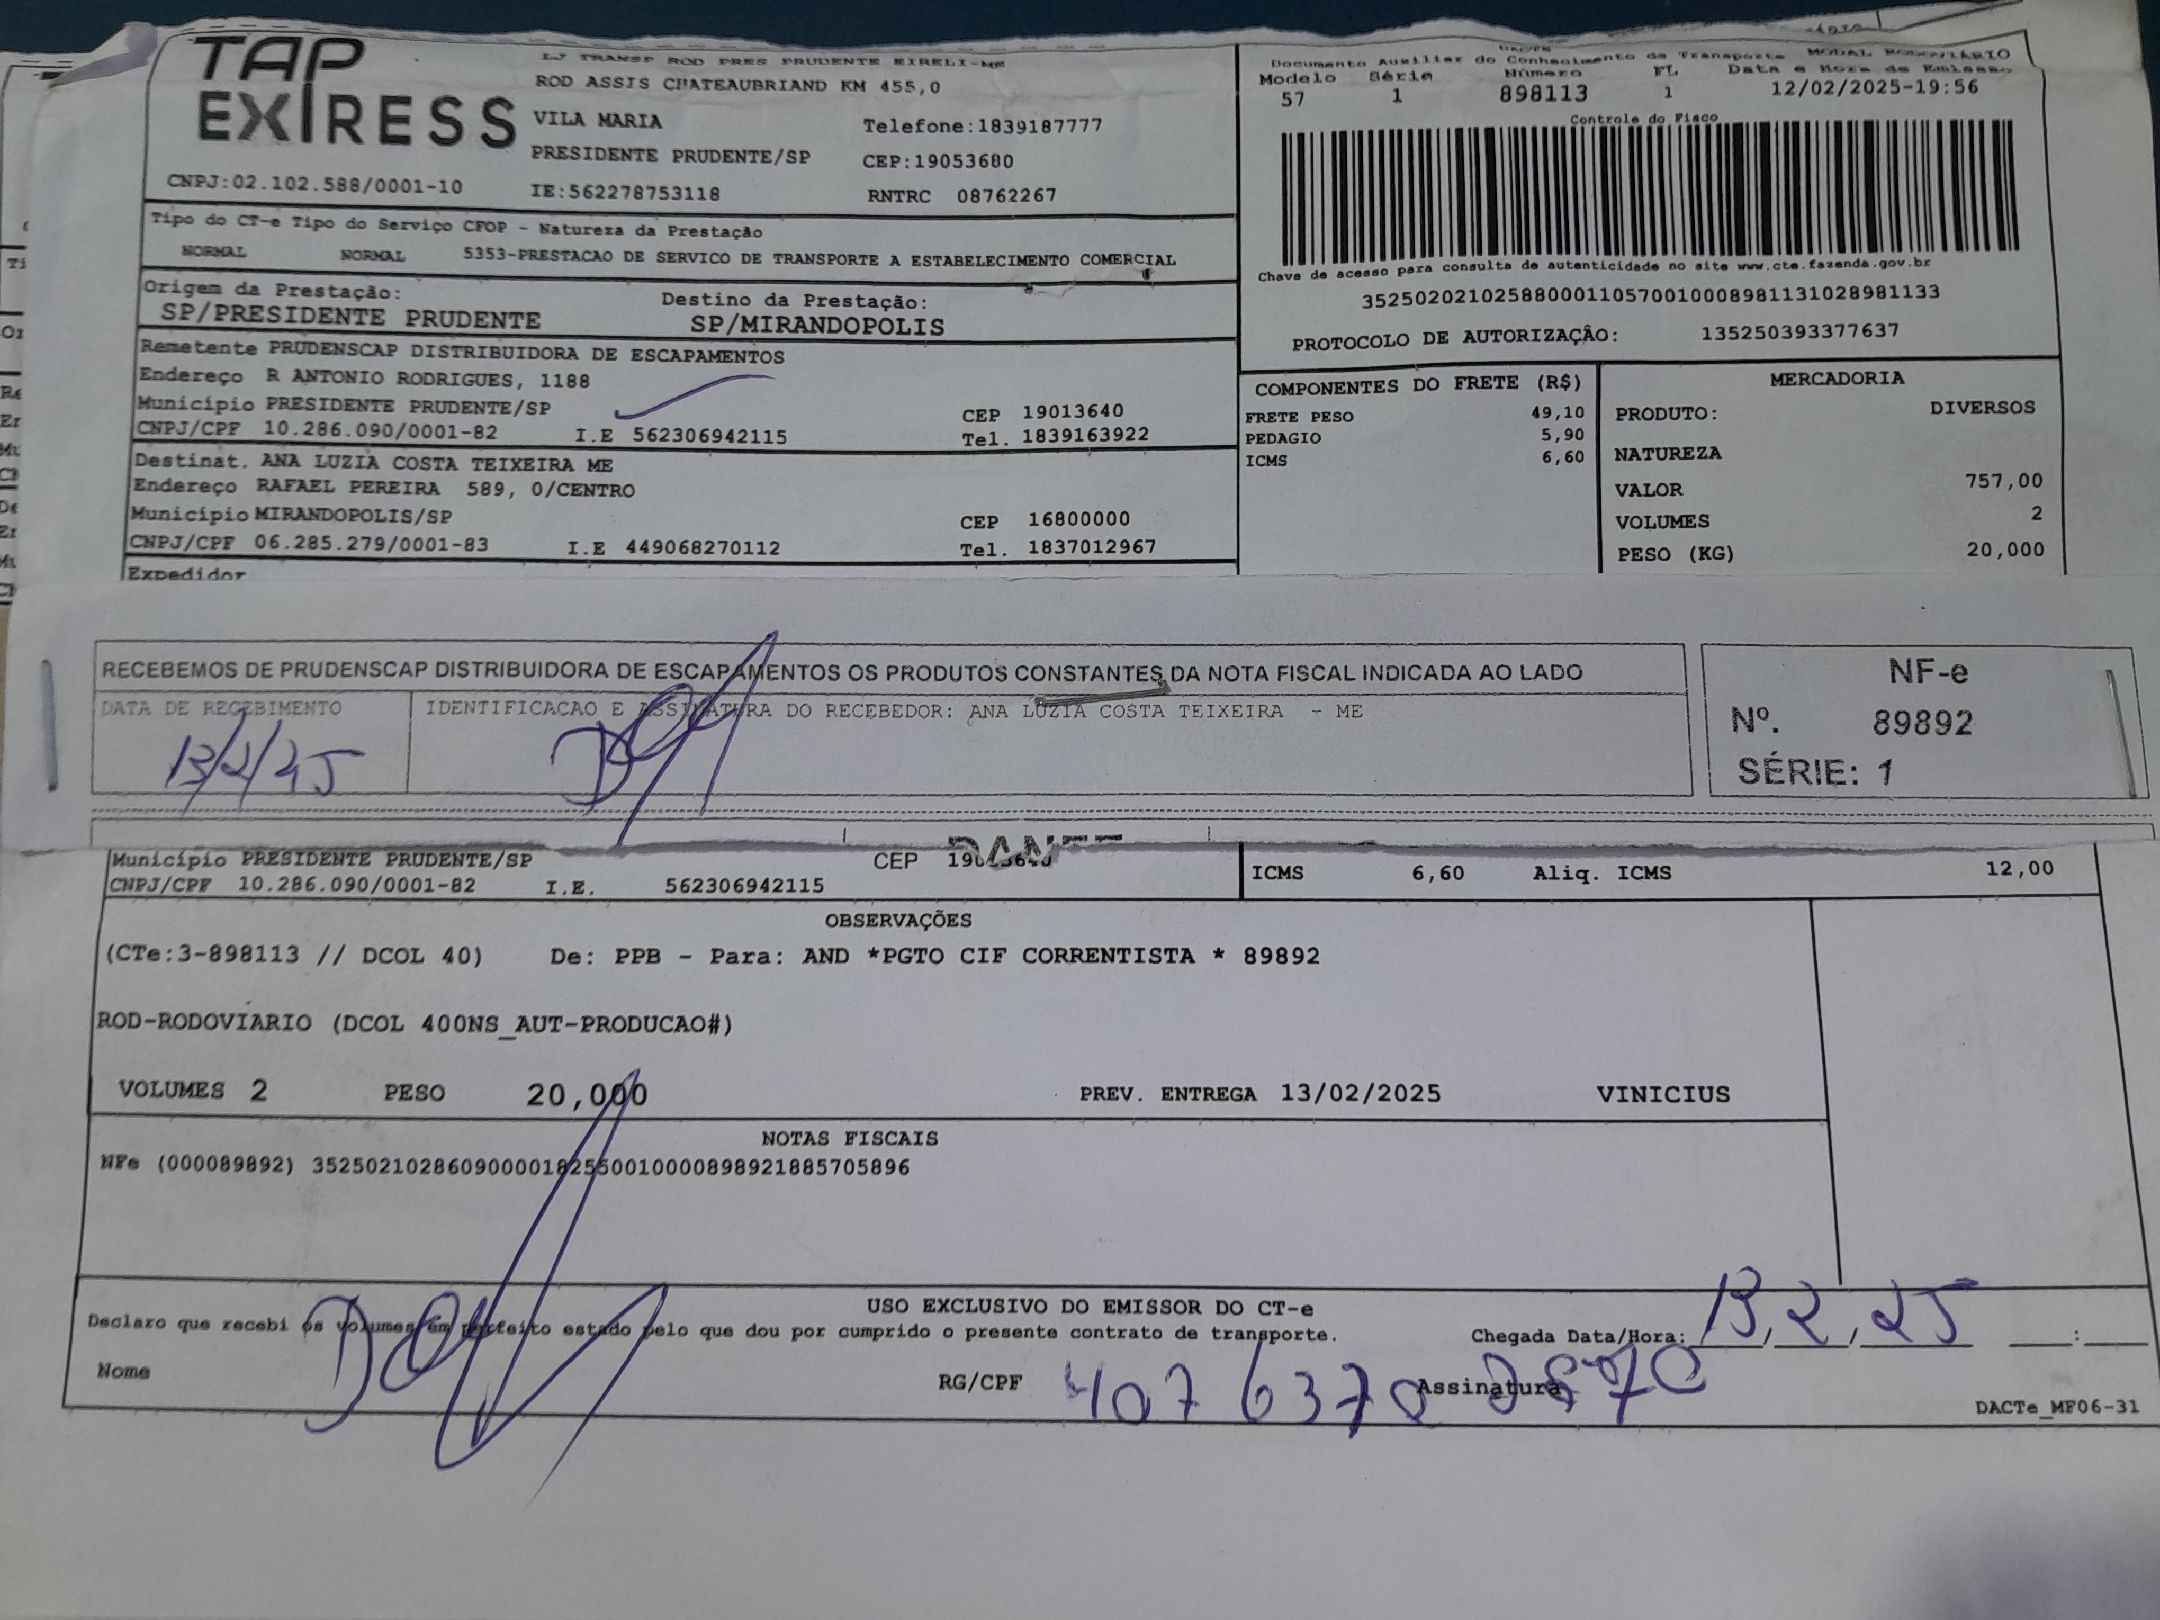 TAP
EXPRESS
LJ TRANSP ROD PRES PRUDENTE EIRELI-ME
ROD ASSIS CHATEAUBRIAND KM 455,0
VILA MARIA Telefone:1839187777
PRESIDENTE PRUDENTE/SP CEP:19053680
CNPJ:02.102.588/0001-10 IE:562278753118 RNTRC 08762267
Tipo do CT-e Tipo do Serviço CFOP - Natureza da Prestação
NORMAL NORMAL 5353-PRESTACAO DE SERVICO DE TRANSPORTE A ESTABELECIMENTO COMERCIAL
Origem da Prestação: Destino da Prestação:
SP/PRESIDENTE PRUDENTE SP/MIRANDOPOLIS
Remetente PRUDENSCAP DISTRIBUIDORA DE ESCAPAMENTOS
Endereço R ANTONIO RODRIGUES, 1188
Município PRESIDENTE PRUDENTE/SP CEP 19013640
CNPJ/CPF 10.286.090/0001-82 I.E 562306942115 Tel. 1839163922
Destinat. ANA LUZIA COSTA TEIXEIRA ME
Endereço RAFAEL PEREIRA 589, 0/CENTRO
Município MIRANDOPOLIS/SP CEP 16800000
CNPJ/CPF 06.285.279/0001-83 I.E 449068270112 Tel. 1837012967
Expedidor
Documento Auxiliar do Conhecimento de Transporte MODAL RODOVIÁRIO
Modelo Série Número FL Data e Hora de Emissão
57 1 898113 1 12/02/2025-19:56
Controle do Fisco
Chave de acesso para consulta de autenticidade no site www.cte.fazenda.gov.br
35250202102588000110570010008981131028981133
PROTOCOLO DE AUTORIZAÇÃO: 135250393377637
COMPONENTES DO FRETE (R$)
FRETE PESO 49,10
PEDAGIO 5,90
ICMS 6,60
MERCADORIA
PRODUTO: DIVERSOS
NATUREZA
VALOR 757,00
VOLUMES 2
PESO (KG) 20,000
RECEBEMOS DE PRUDENSCAP DISTRIBUIDORA DE ESCAPAMENTOS OS PRODUTOS CONSTANTES DA NOTA FISCAL INDICADA AO LADO
DATA DE RECEBIMENTO IDENTIFICACAO E ASSINATURA DO RECEBEDOR: ANA LUZIA COSTA TEIXEIRA - ME
13/2/25
NF-e
Nº. 89892
SÉRIE: 1
Município PRESIDENTE PRUDENTE/SP CEP
CNPJ/CPF 10.286.090/0001-82 I.E. 562306942115
ICMS 6,60 Aliq. ICMS 12,00
OBSERVAÇÕES
(CTe:3-898113 // DCOL 40) De: PPB - Para: AND *PGTO CIF CORRENTISTA * 89892
ROD-RODOVIARIO (DCOL 400NS_AUT-PRODUCAO#)
VOLUMES 2 PESO 20,000 PREV. ENTREGA 13/02/2025 VINICIUS
NOTAS FISCAIS
NFe (000089892) 35250210286090000182550010000898921885705896
USO EXCLUSIVO DO EMISSOR DO CT-e
Declaro que recebi os volumes em perfeito estado pelo que dou por cumprido o presente contrato de transporte. Chegada Data/Hora: 13/2/25 :
Nome RG/CPF Assinatura
DACTe_MF06-31